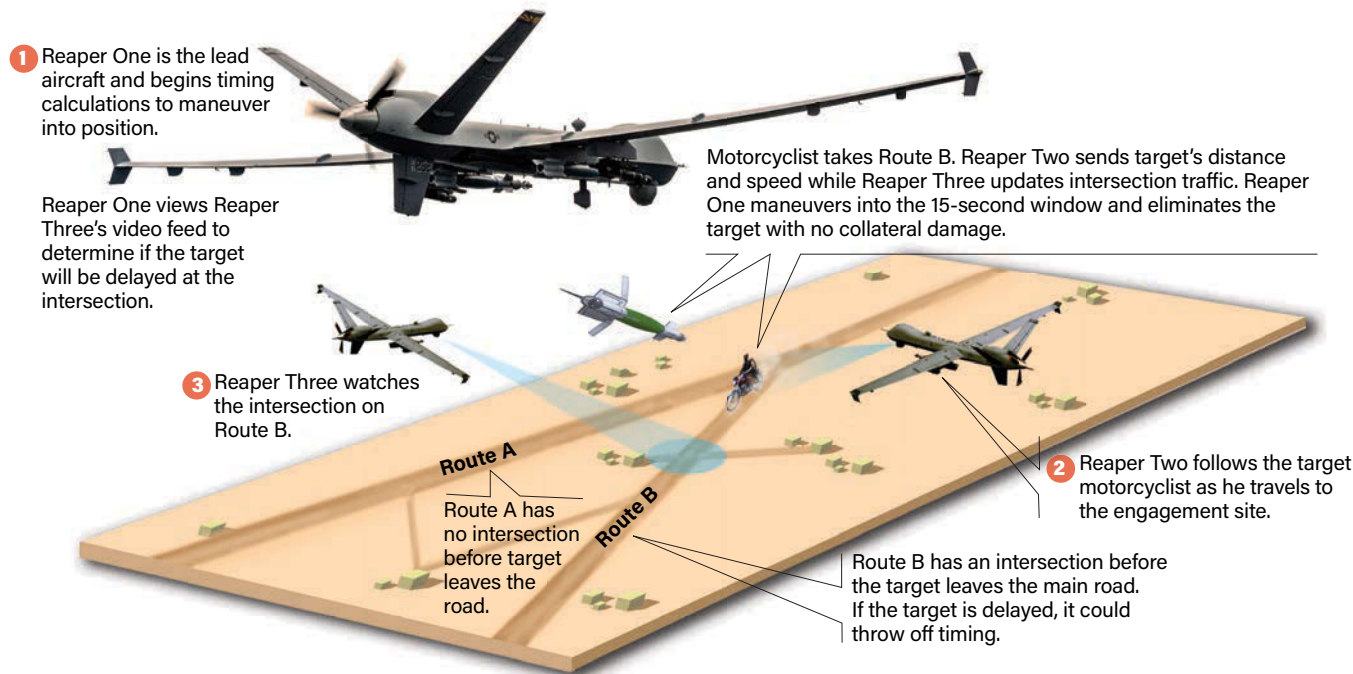 1 Reaper One is the lead
aircraft and begins timing
calculations to maneuver
into position.
Reaper One views Reaper
Three's video feed to
determine if the target
will be delayed at the
intersection.
Motorcyclist takes Route B. Reaper Two sends target's distance
and speed while Reaper Three updates intersection traffic. Reaper
One maneuvers into the 15-second window and eliminates the
target with no collateral damage.
3 Reaper Three watches
the intersection on
Route B.
Route A
Route A has
no intersection
before target
leaves the
road.
Route B
2 Reaper Two follows the target
motorcyclist as he travels to
the engagement site.
Route B has an intersection before
the target leaves the main road.
If the target is delayed, it could
throw off timing.